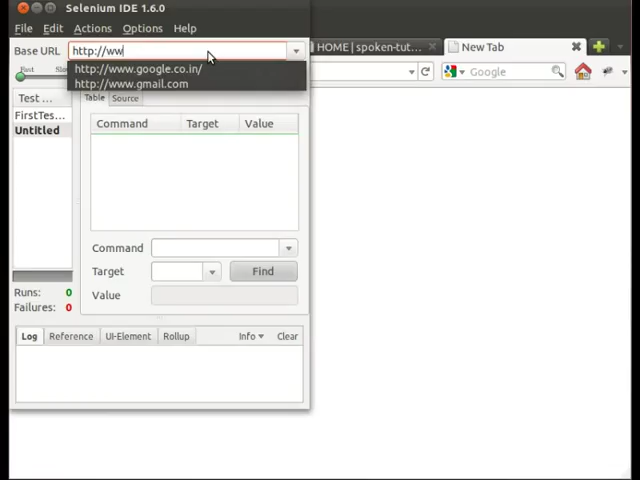 Selenium IDE 1.6.0
File Edit Actions Options Help
Base URL http://ww
HOME | spoken-tut...
New Tab
http://www.google.co.in/
http://www.gmail.com
Fast
Google
Test ...
Table Source
FirstTes
Untitled
Command Target Value
Command
Target Find
Value
Runs: 0
Failures: 0
Log Reference UI-Element Rollup Info Clear